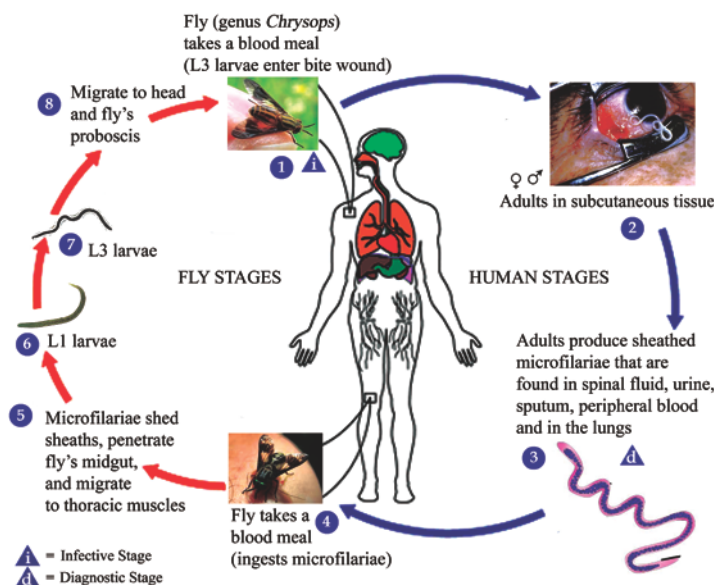 Fly (genus Chrysops)
takes a blood meal
(L3 larvae enter bite wound)
8
Migrate to head
and fly's
proboscis
1
i
♀ ♂
Adults in subcutaneous tissue
2
7
L3 larvae
FLY STAGES
HUMAN STAGES
6
L1 larvae
Adults produce sheathed
microfilariae that are
found in spinal fluid, urine,
sputum, peripheral blood
and in the lungs
3
d
5
Microfilariae shed
sheaths, penetrate
fly's midgut,
and migrate
to thoracic muscles
Fly takes a
blood meal
(ingests microfilariae)
4
i = Infective Stage
d = Diagnostic Stage